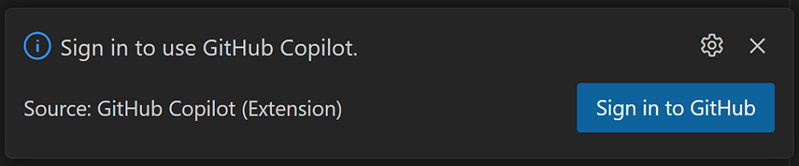 Sign in to use GitHub Copilot.
Source: GitHub Copilot (Extension)
Sign in to GitHub